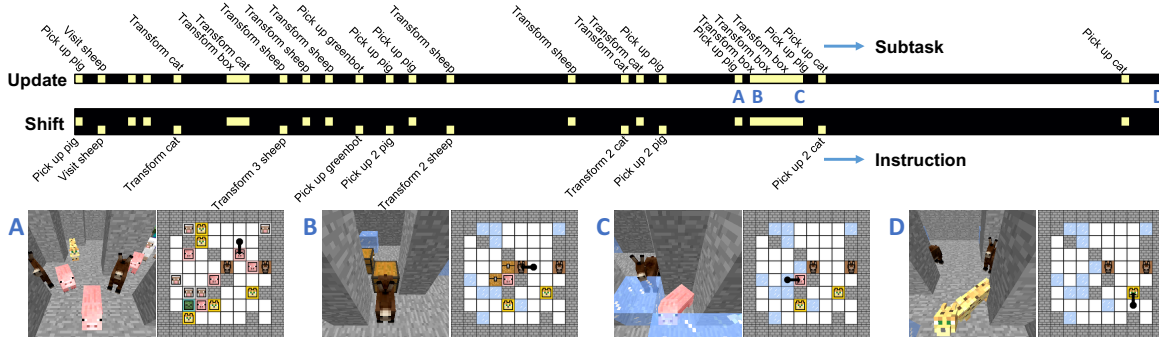 Pick up pig
Visit sheep
Transform cat
Transform box
Transform cat
Transform sheep
Transform sheep
Transform sheep
Pick up greenbot
Pick up pig
Pick up pig
Transform sheep
Transform sheep
Transform cat
Transform cat
Pick up pig
Pick up pig
Transform box
Transform box
Transform box
Pick up pig
Pick up cat
Pick up cat
Subtask
Update
A B C D
Shift
Pick up pig
Visit sheep
Transform cat
Transform 3 sheep
Pick up greenbot
Pick up 2 pig
Transform 2 sheep
Transform 2 cat
Pick up 2 pig
Pick up 2 cat
Instruction
A B C D